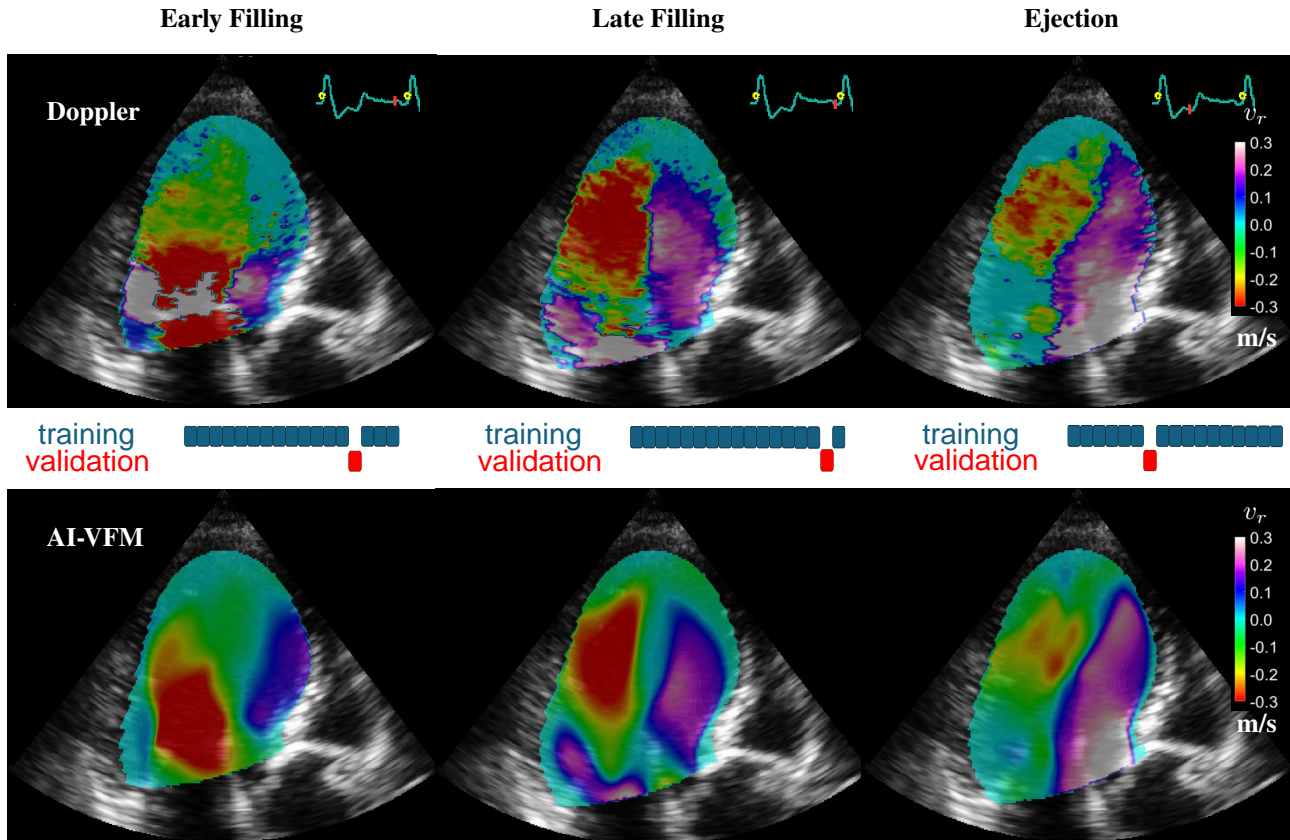 Early Filling
Late Filling
Ejection
Doppler
v_r
0.3
0.2
0.1
0.0
-0.1
-0.2
-0.3
m/s
training
validation
training
validation
training
validation
AI-VFM
v_r
0.3
0.2
0.1
0.0
-0.1
-0.2
-0.3
m/s